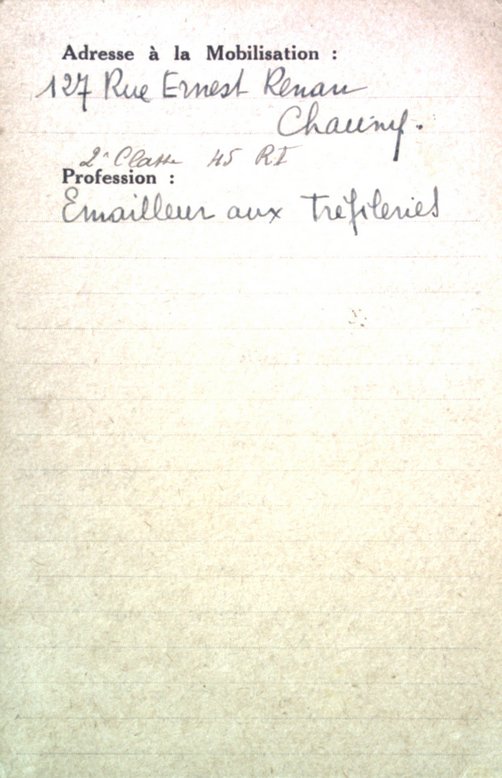 Adresse à la Mobilisation :
127 Rue Ernest Renan
Chauny.
2e Classe 45 RI
Profession :
Emailleur aux Tréfileries